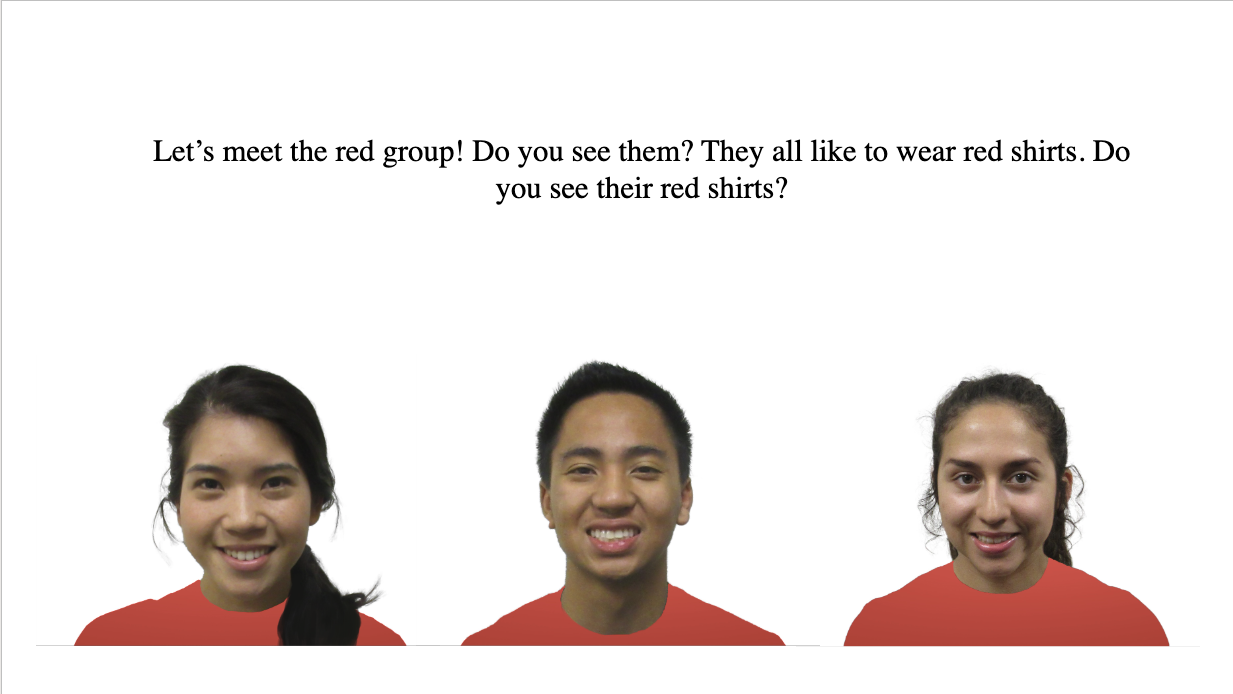 Let’s meet the red group! Do you see them? They all like to wear red shirts. Do
you see their red shirts?